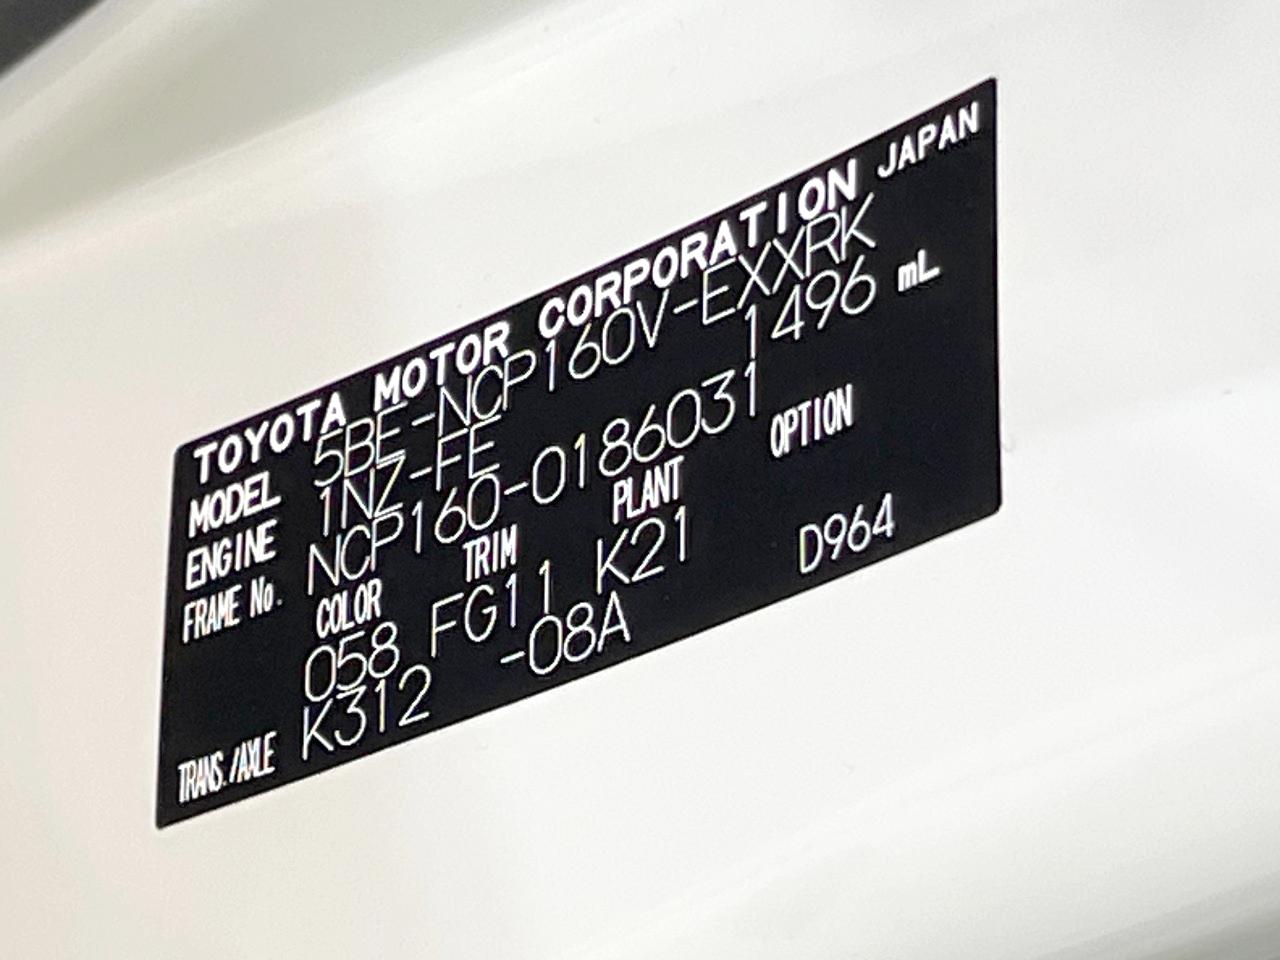 TOYOTA MOTOR CORPORATION JAPAN
MODEL 5BE-NCP160V-EXXRK
ENGINE 1NZ-FE 1496 mL
FRAME No. NCP160-0186031
COLOR TRIM PLANT OPTION
058 FG11 K21
TRANS./AXLE K312 -08A D964